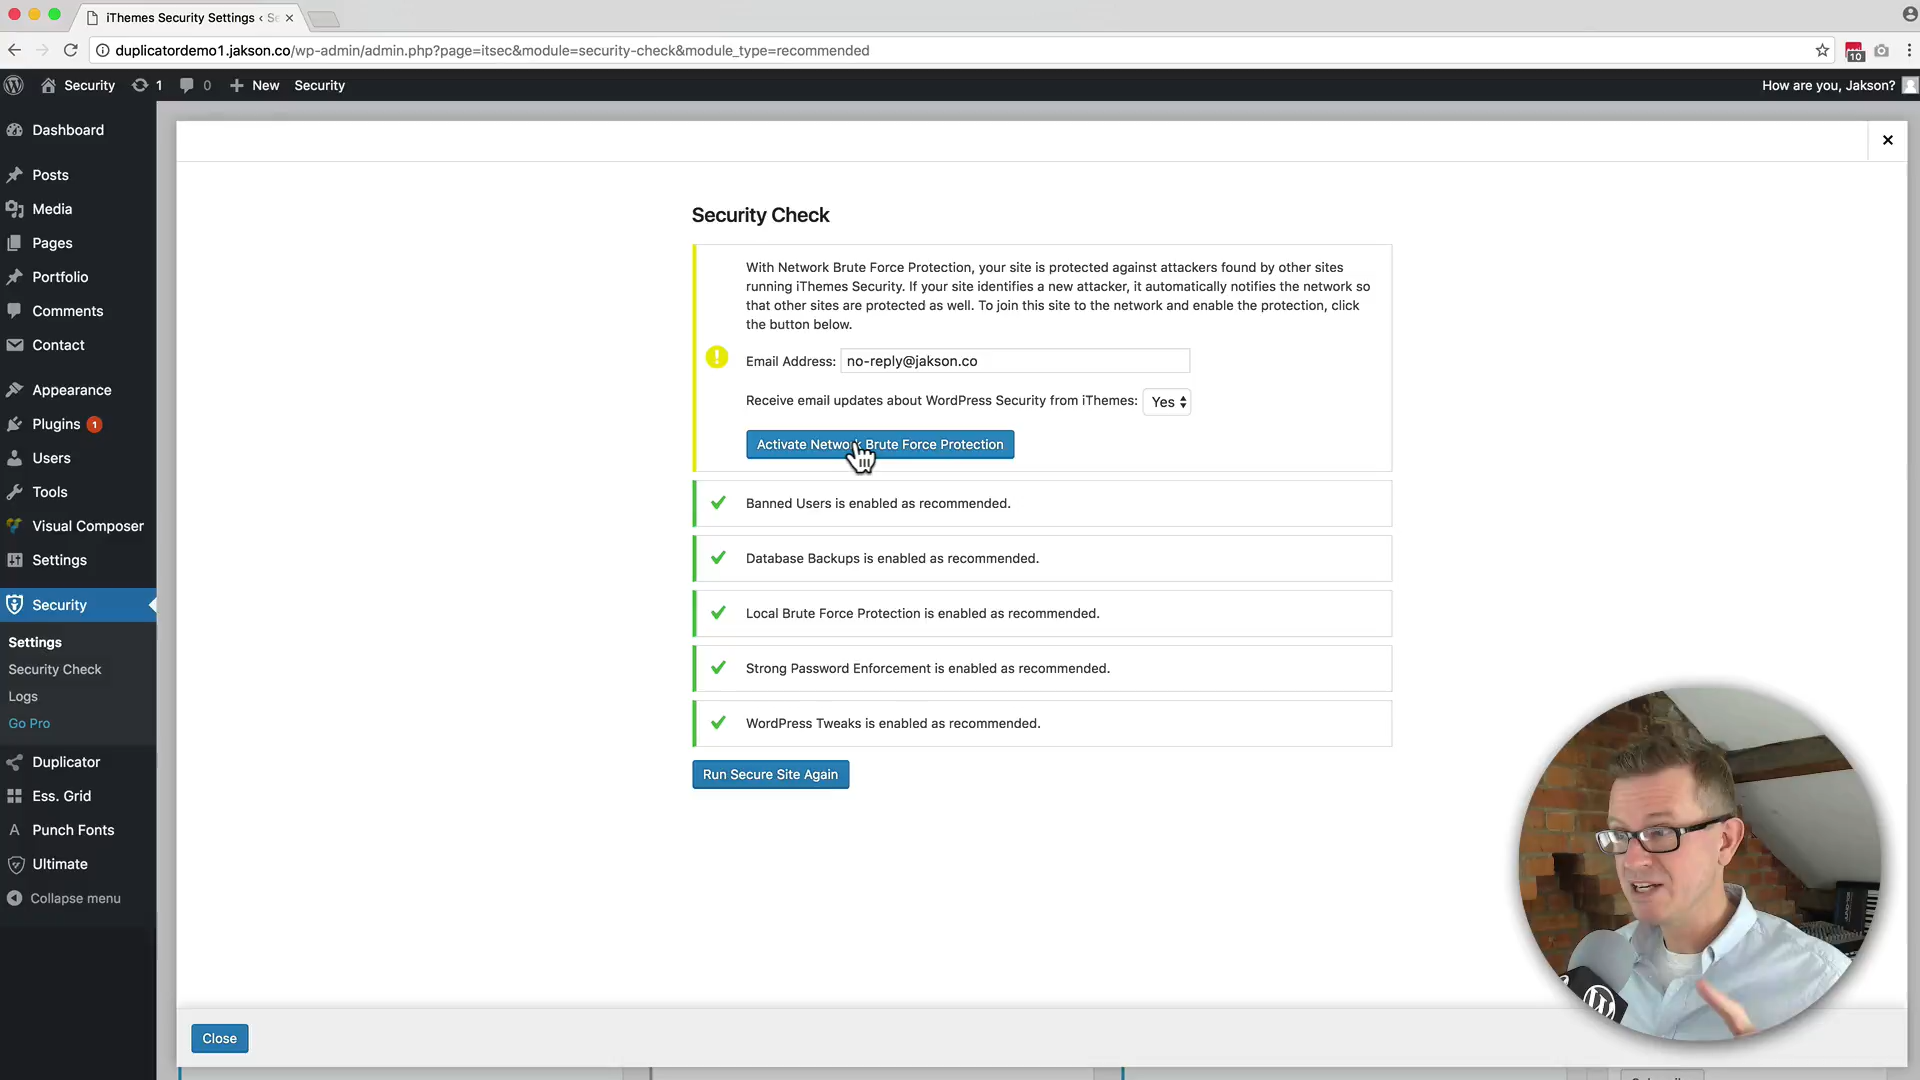 iThemes Security Settings ‹ Se
duplicatordemo1.jakson.co/wp-admin/admin.php?page=itsec&module=security-check&module_type=recommended
10
Security
1
0
New
Security
How are you, Jakson?
Dashboard
Posts
Media
Pages
Portfolio
Comments
Contact
Appearance
Plugins 1
Users
Tools
Visual Composer
Settings
Security
Settings
Security Check
Logs
Go Pro
Duplicator
Ess. Grid
Punch Fonts
Ultimate
Collapse menu
Security Check
With Network Brute Force Protection, your site is protected against attackers found by other sites
running iThemes Security. If your site identifies a new attacker, it automatically notifies the network so
that other sites are protected as well. To join this site to the network and enable the protection, click
the button below.
Email Address: no-reply@jakson.co
Receive email updates about WordPress Security from iThemes: Yes
Activate Network Brute Force Protection
Banned Users is enabled as recommended.
Database Backups is enabled as recommended.
Local Brute Force Protection is enabled as recommended.
Strong Password Enforcement is enabled as recommended.
WordPress Tweaks is enabled as recommended.
Run Secure Site Again
Close